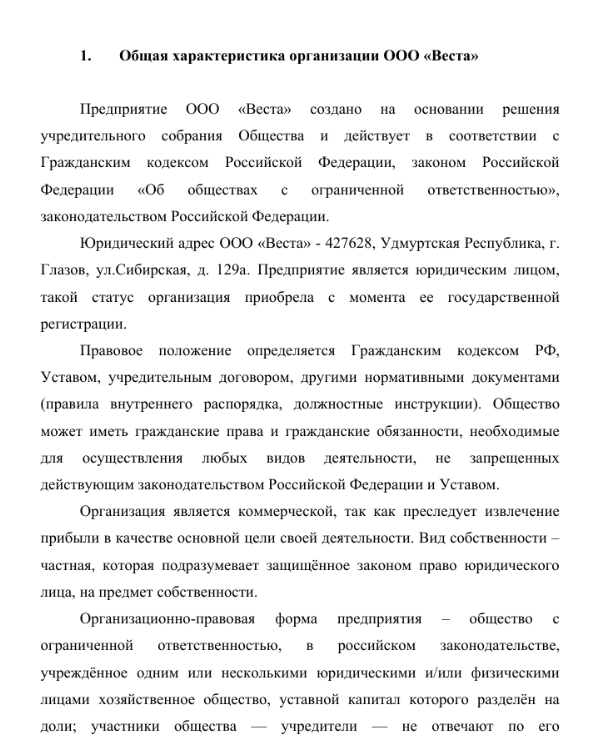 1. Общая характеристика организации ООО «Веста»
Предприятие ООО «Веста» создано на основании решения
учредительного собрания Общества и действует в соответствии с
Гражданским кодексом Российской Федерации, законом Российской
Федерации «Об обществах с ограниченной ответственностью»,
законодательством Российской Федерации.
Юридический адрес ООО «Веста» - 427628, Удмуртская Республика, г.
Глазов, ул.Сибирская, д. 129а. Предприятие является юридическим лицом,
такой статус организация приобрела с момента ее государственной
регистрации.
Правовое положение определяется Гражданским кодексом РФ,
Уставом, учредительным договором, другими нормативными документами
(правила внутреннего распорядка, должностные инструкции). Общество
может иметь гражданские права и гражданские обязанности, необходимые
для осуществления любых видов деятельности, не запрещенных
действующим законодательством Российской Федерации и Уставом.
Организация является коммерческой, так как преследует извлечение
прибыли в качестве основной цели своей деятельности. Вид собственности –
частная, которая подразумевает защищённое законом право юридического
лица, на предмет собственности.
Организационно-правовая форма предприятия – общество с
ограниченной ответственностью, в российском законодательстве,
учреждённое одним или несколькими юридическими и/или физическими
лицами хозяйственное общество, уставной капитал которого разделён на
доли; участники общества — учредители — не отвечают по его